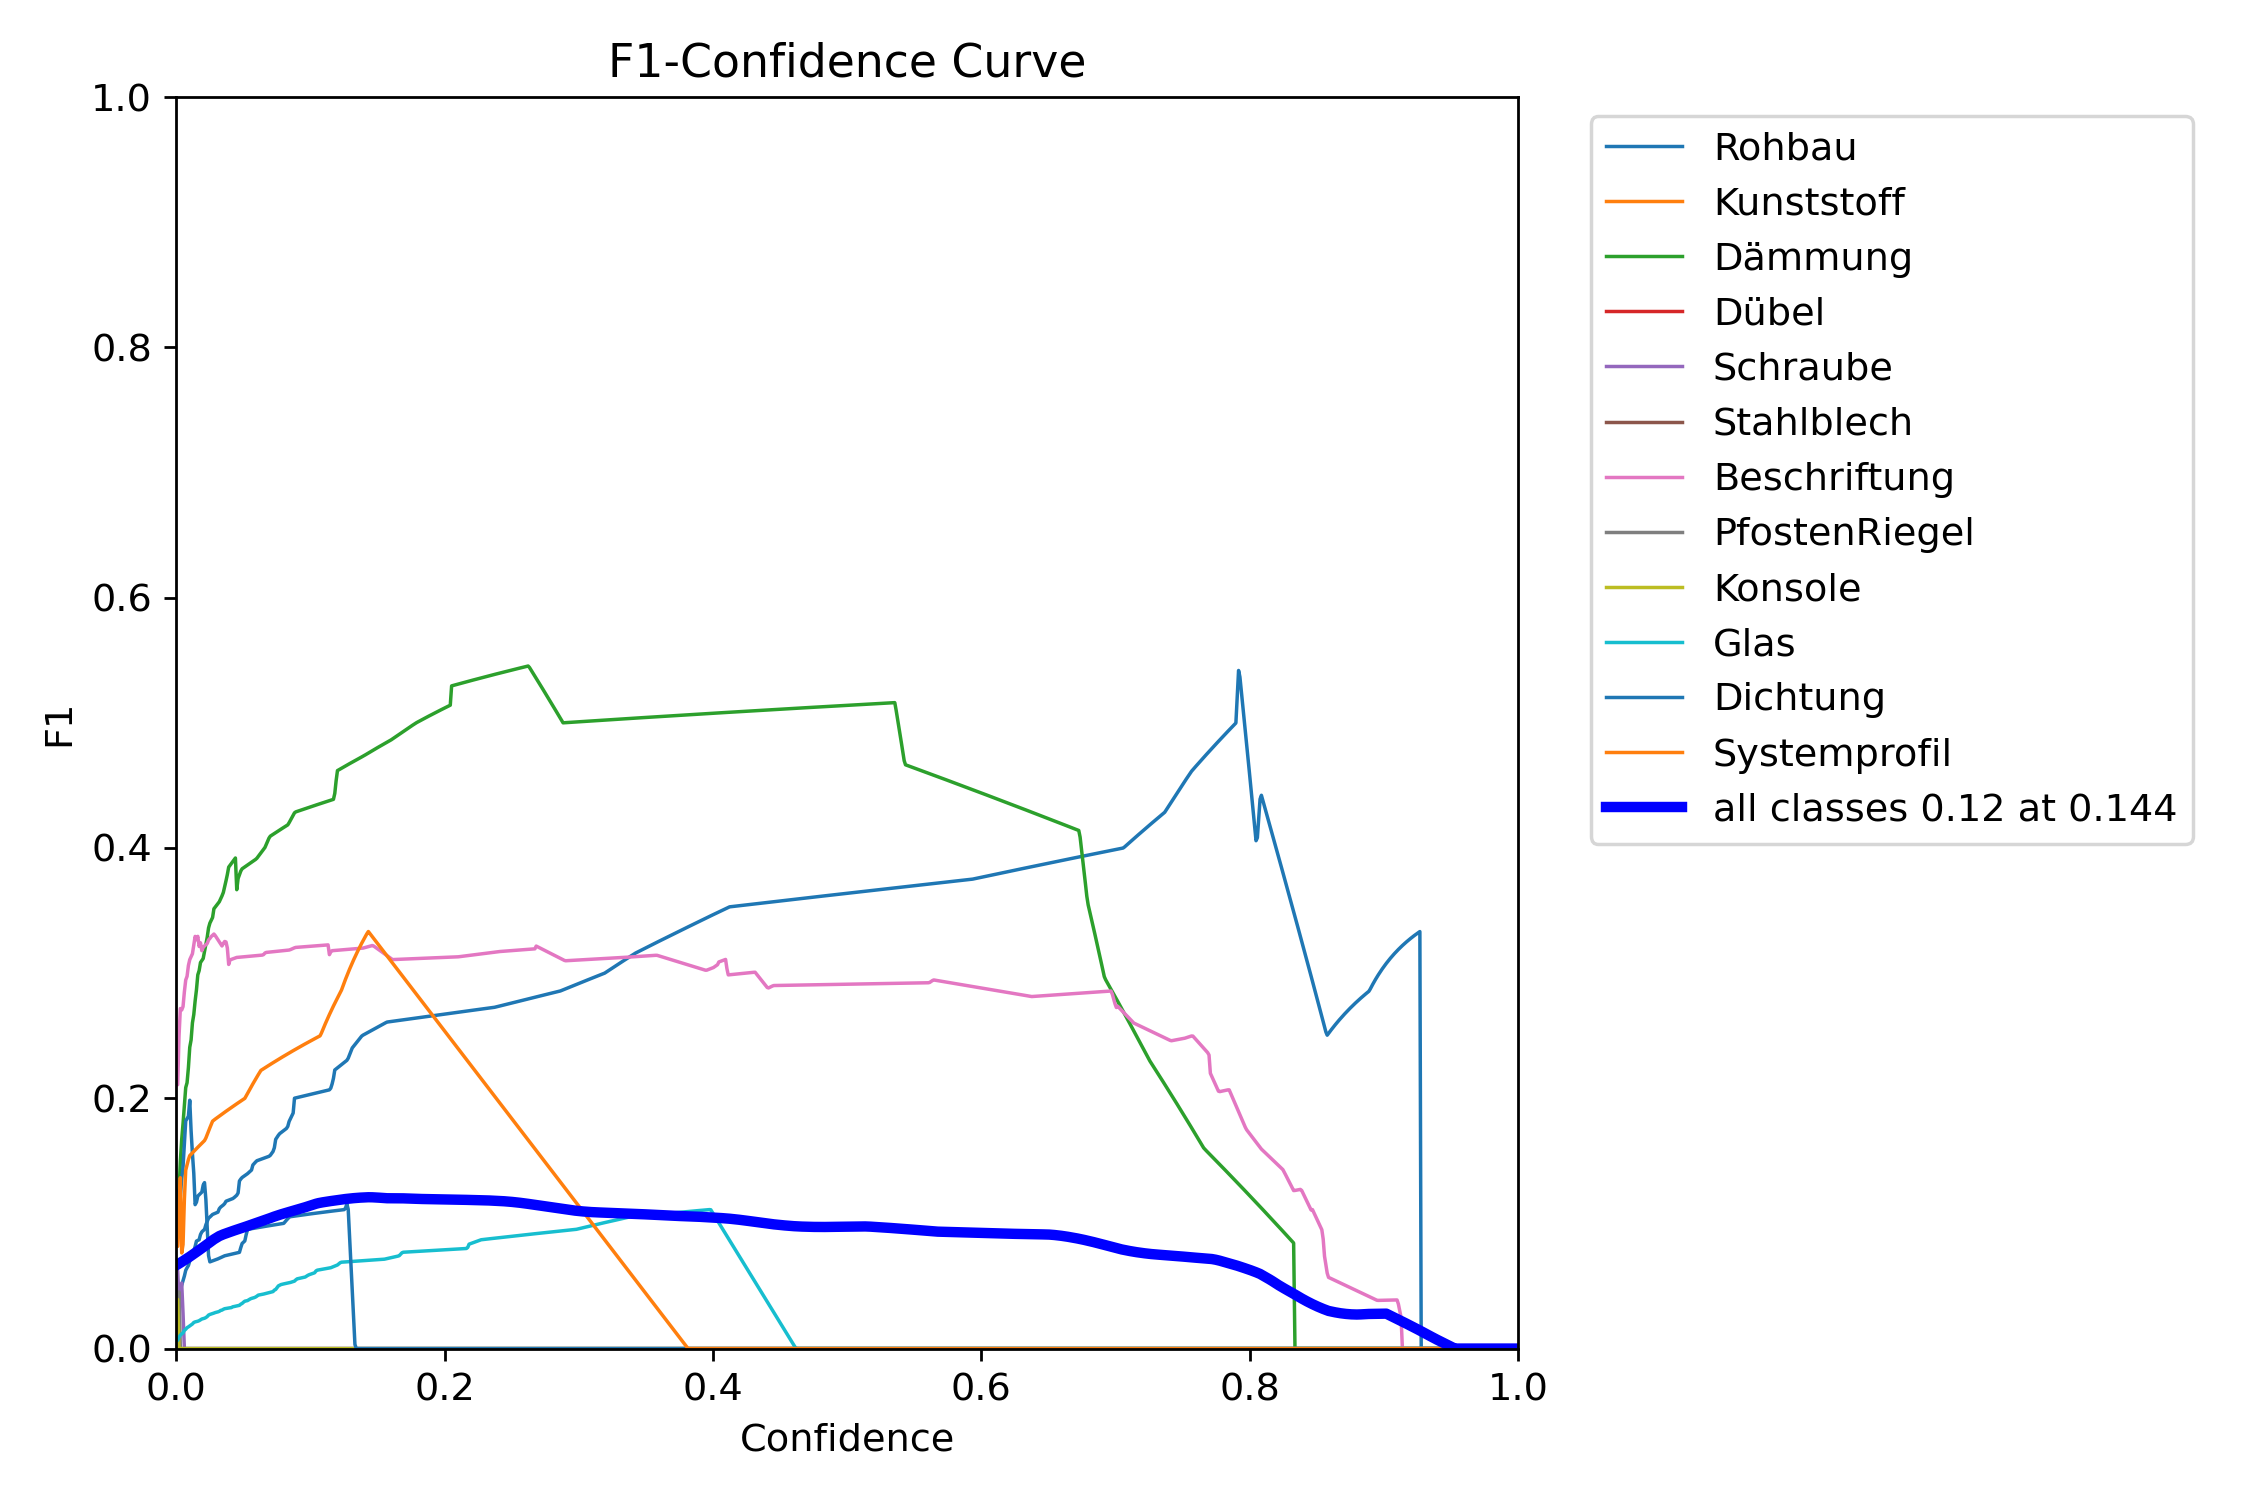 F1-Confidence Curve
1.0
0.8
0.6
0.4
0.2
0.0
F1
0.0 0.2 0.4 0.6 0.8 1.0
Confidence
Rohbau
Kunststoff
Dämmung
Dübel
Schraube
Stahlblech
Beschriftung
PfostenRiegel
Konsole
Glas
Dichtung
Systemprofil
all classes 0.12 at 0.144